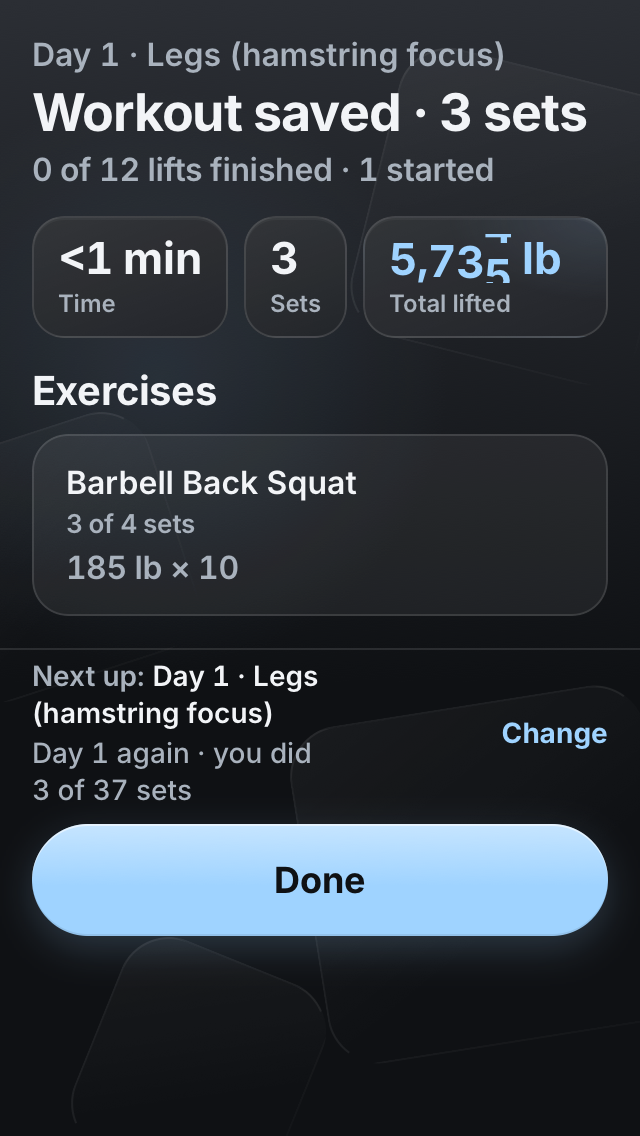 Day 1 · Legs (hamstring focus)
Workout saved · 3 sets
0 of 12 lifts finished · 1 started
<1 min
Time
3
Sets
lb
Total lifted
Exercises
Barbell Back Squat
3 of 4 sets
185 lb × 10
Next up: Day 1 · Legs
(hamstring focus)
Day 1 again · you did
3 of 37 sets
Change
Done